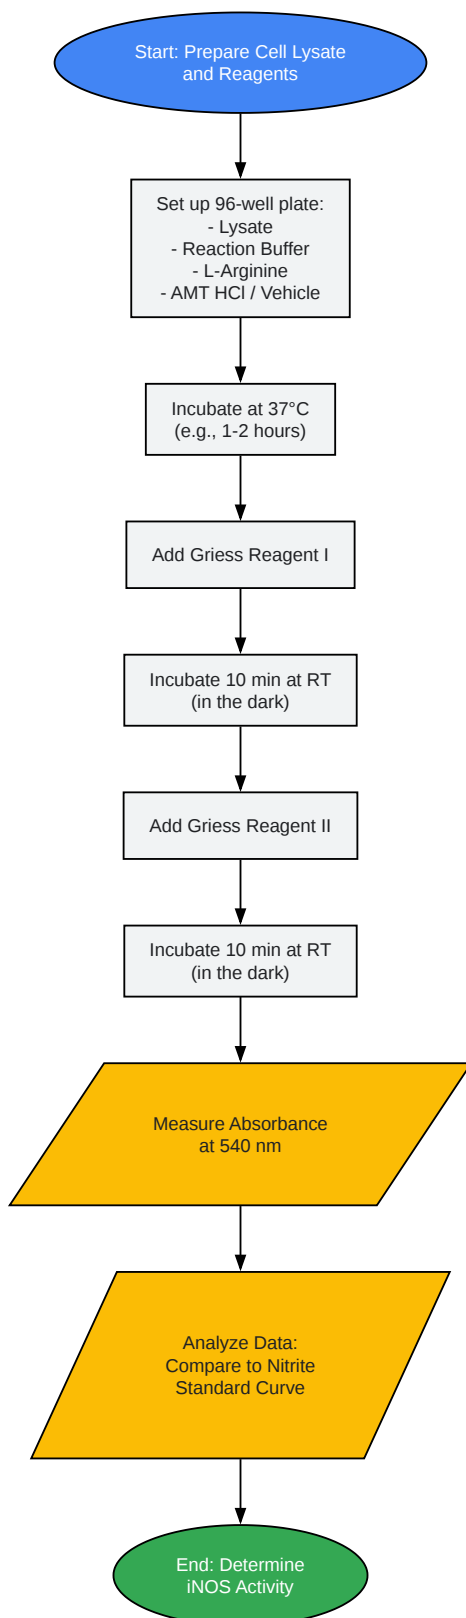 Start: Prepare Cell Lysate
and Reagents
Set up 96-well plate:
- Lysate
- Reaction Buffer
- L-Arginine
- AMT HCl / Vehicle
Incubate at 37°C
(e.g., 1-2 hours)
Add Griess Reagent I
Incubate 10 min at RT
(in the dark)
Add Griess Reagent II
Incubate 10 min at RT
(in the dark)
Measure Absorbance
at 540 nm
Analyze Data:
Compare to Nitrite
Standard Curve
End: Determine
iNOS Activity